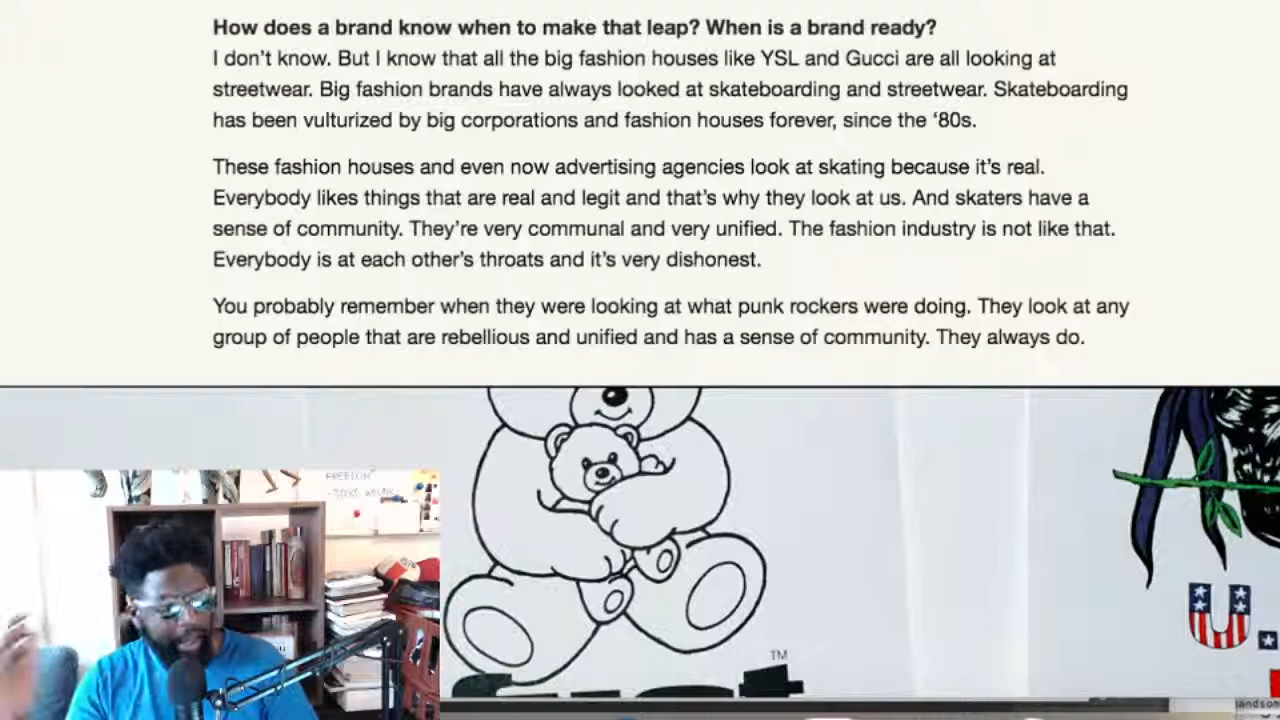 How does a brand know when to make that leap? When is a brand ready?
I don’t know. But I know that all the big fashion houses like YSL and Gucci are all looking at
streetwear. Big fashion brands have always looked at skateboarding and streetwear. Skateboarding
has been vulturized by big corporations and fashion houses forever, since the ‘80s.
These fashion houses and even now advertising agencies look at skating because it’s real.
Everybody likes things that are real and legit and that’s why they look at us. And skaters have a
sense of community. They’re very communal and very unified. The fashion industry is not like that.
Everybody is at each other’s throats and it’s very dishonest.
You probably remember when they were looking at what punk rockers were doing. They look at any
group of people that are rebellious and unified and has a sense of community. They always do.
FREEDOM
U.
TM